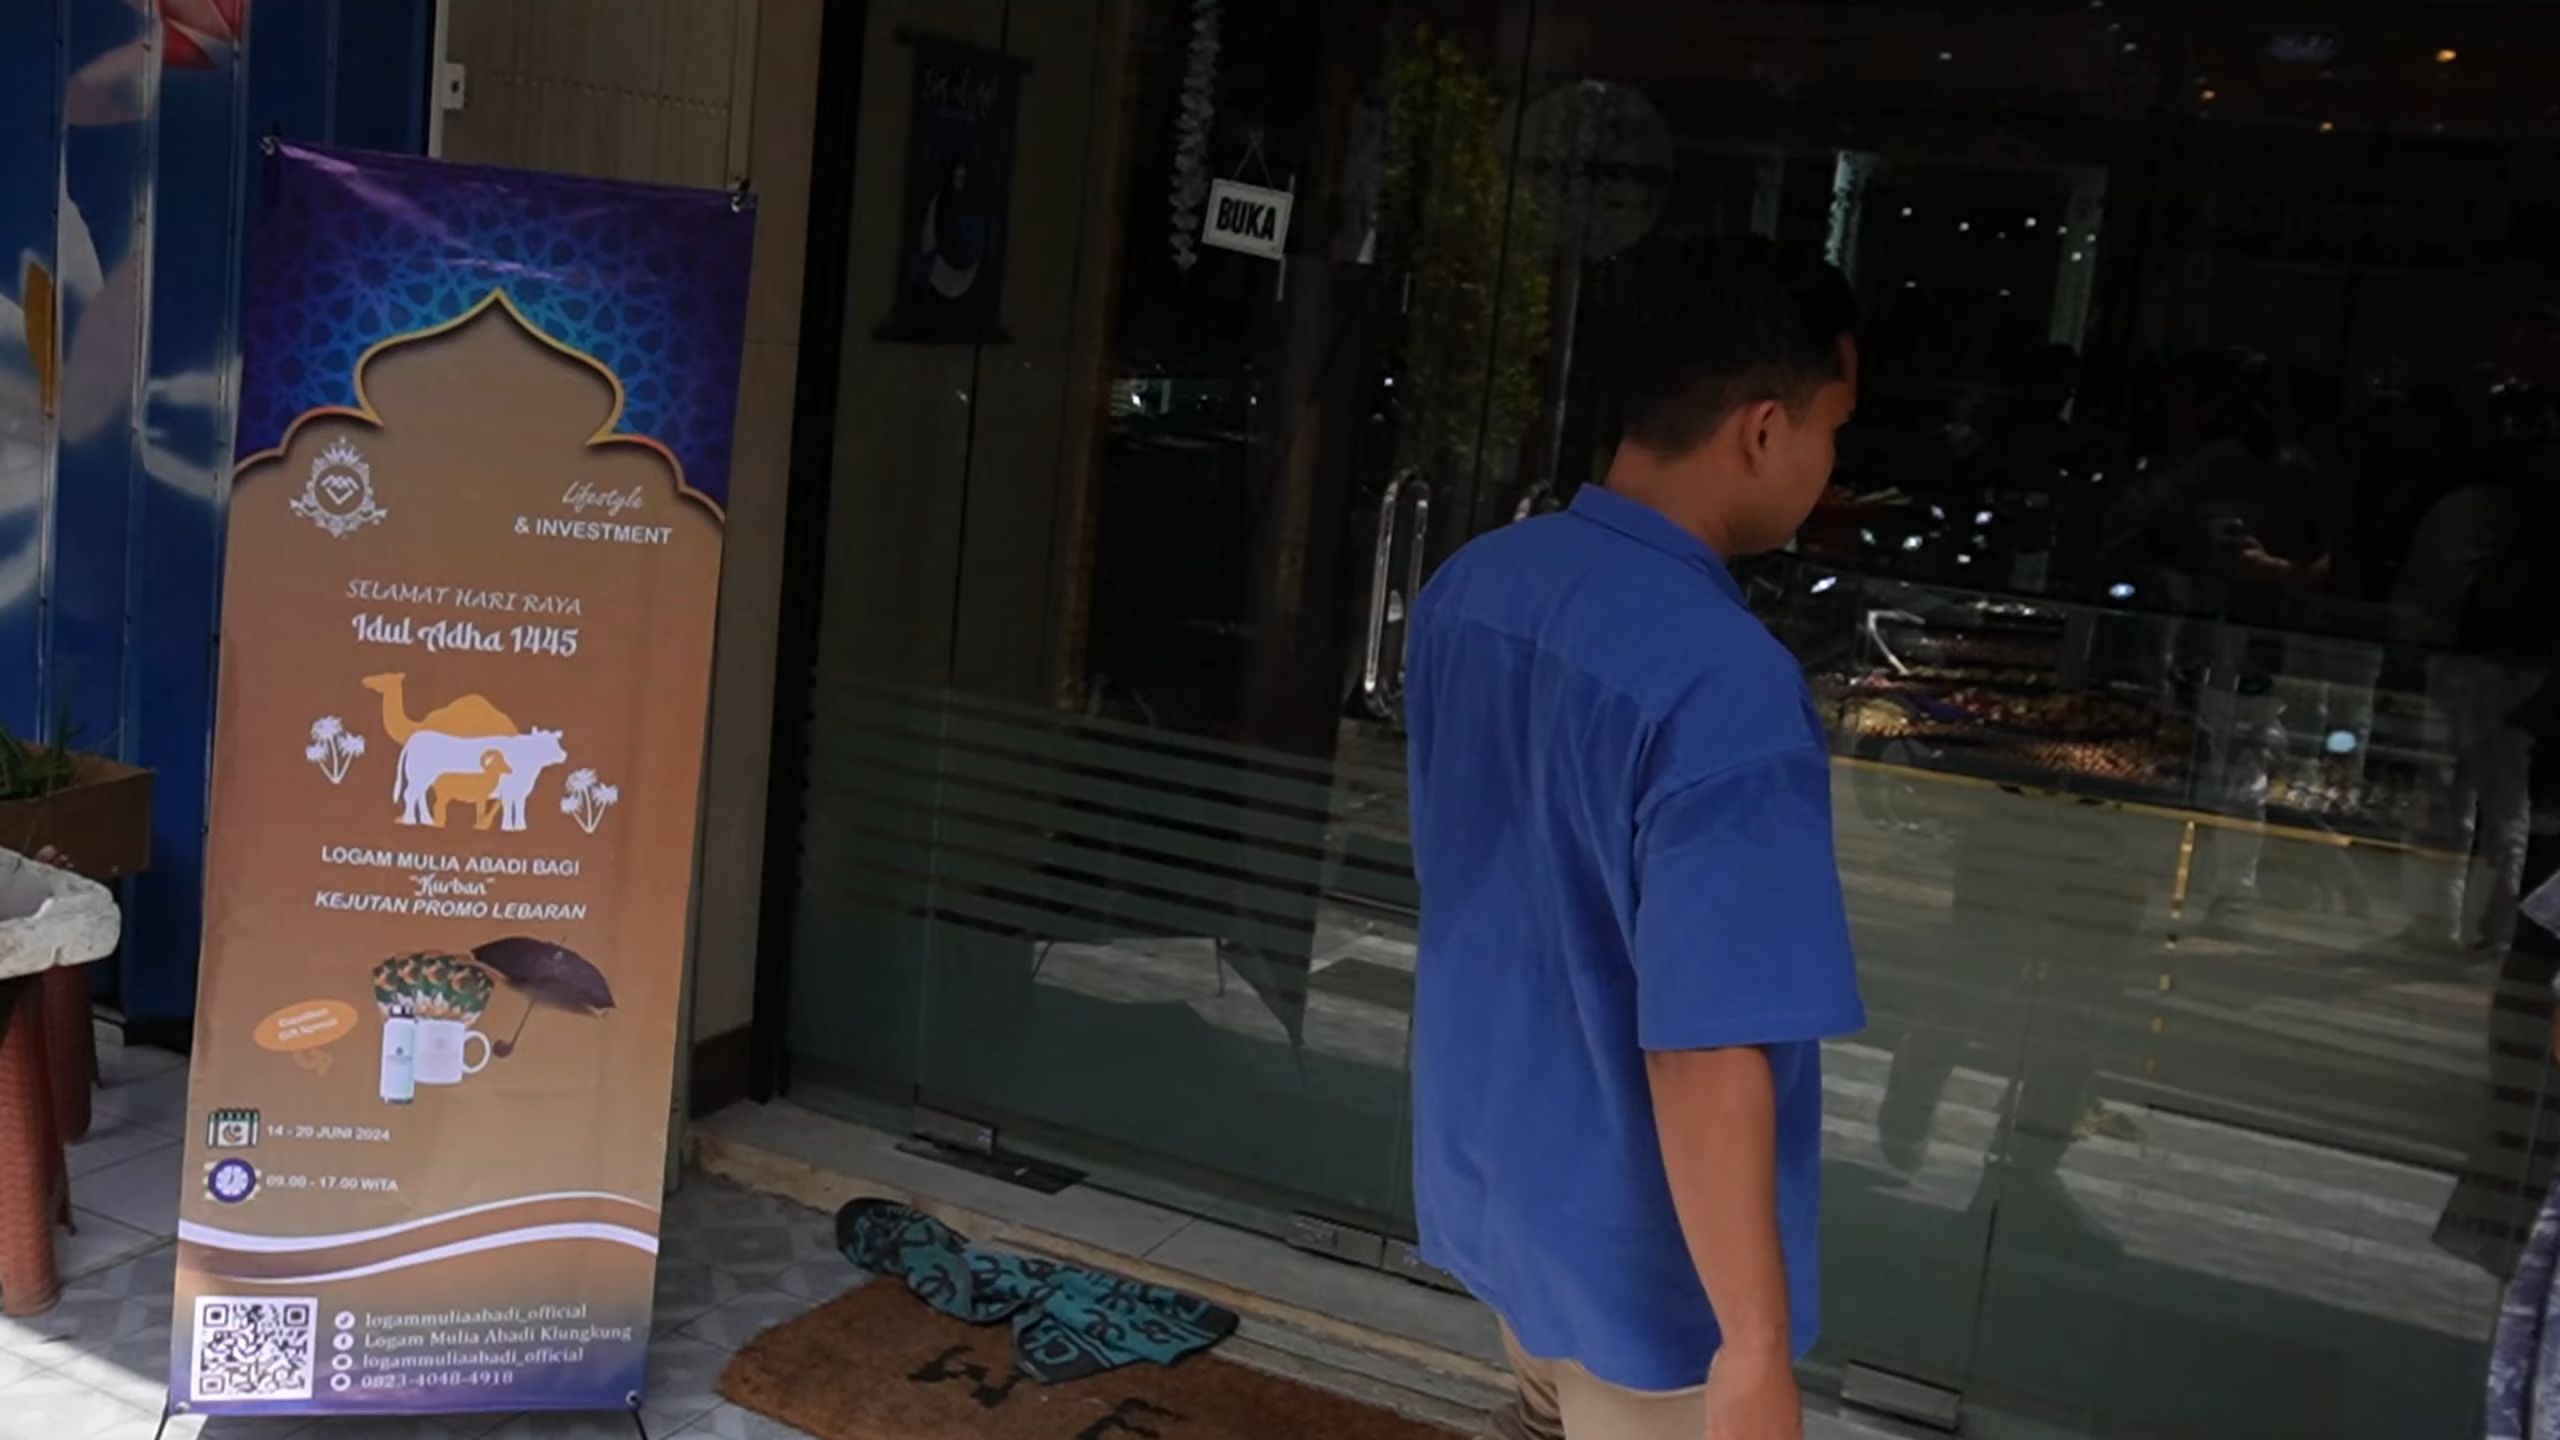 Lifestyle
& INVESTMENT
SELAMAT HARI RAYA
Idul Adha 1445
LOGAM MULIA ABADI BAGI
"Kurban"
KEJUTAN PROMO LEBARAN
14 - 20 JUNI 2024
09.00 - 17.00 WITA
logammuliaabadi_official
Logam Mulia Abadi Klungkung
logammuliaabadi_official
0823-4048-4918
BUKA